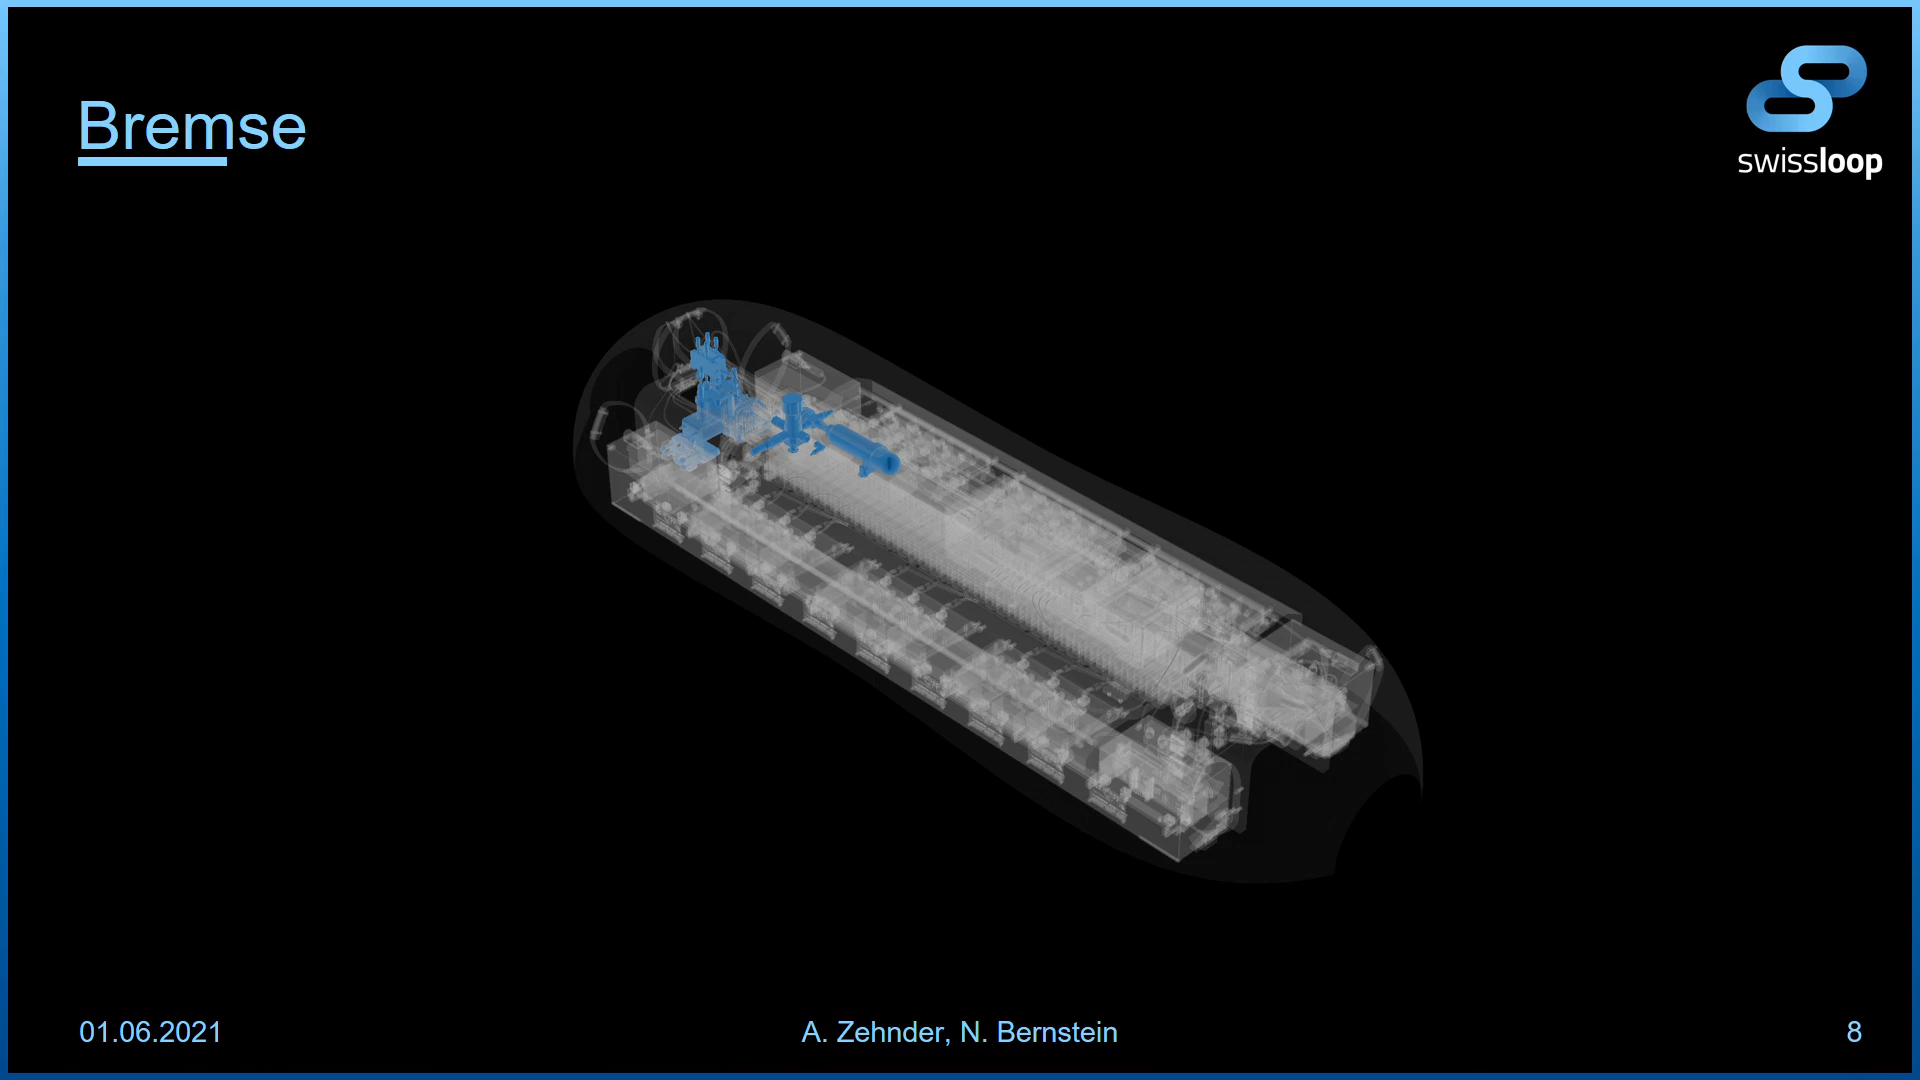 Bremse
swissloop
01.06.2021
A. Zehnder, N. Bernstein
8